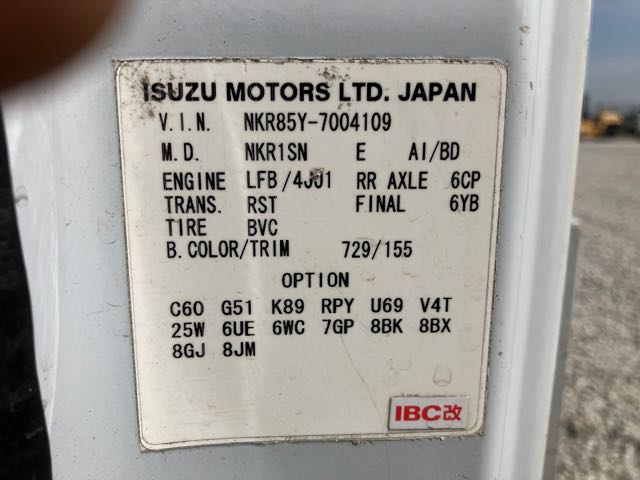 ISUZU MOTORS LTD. JAPAN
V.I.N. NKR85Y-7004109
M.D. NKR1SN E AI/BD
ENGINE LFB/4JJ1 RR AXLE 6CP
TRANS. RST FINAL 6YB
TIRE BVC
B.COLOR/TRIM 729/155
OPTION
C60 G51 K89 RPY U69 V4T
25W 6UE 6WC 7GP 8BK 8BX
8GJ 8JM
IBC改